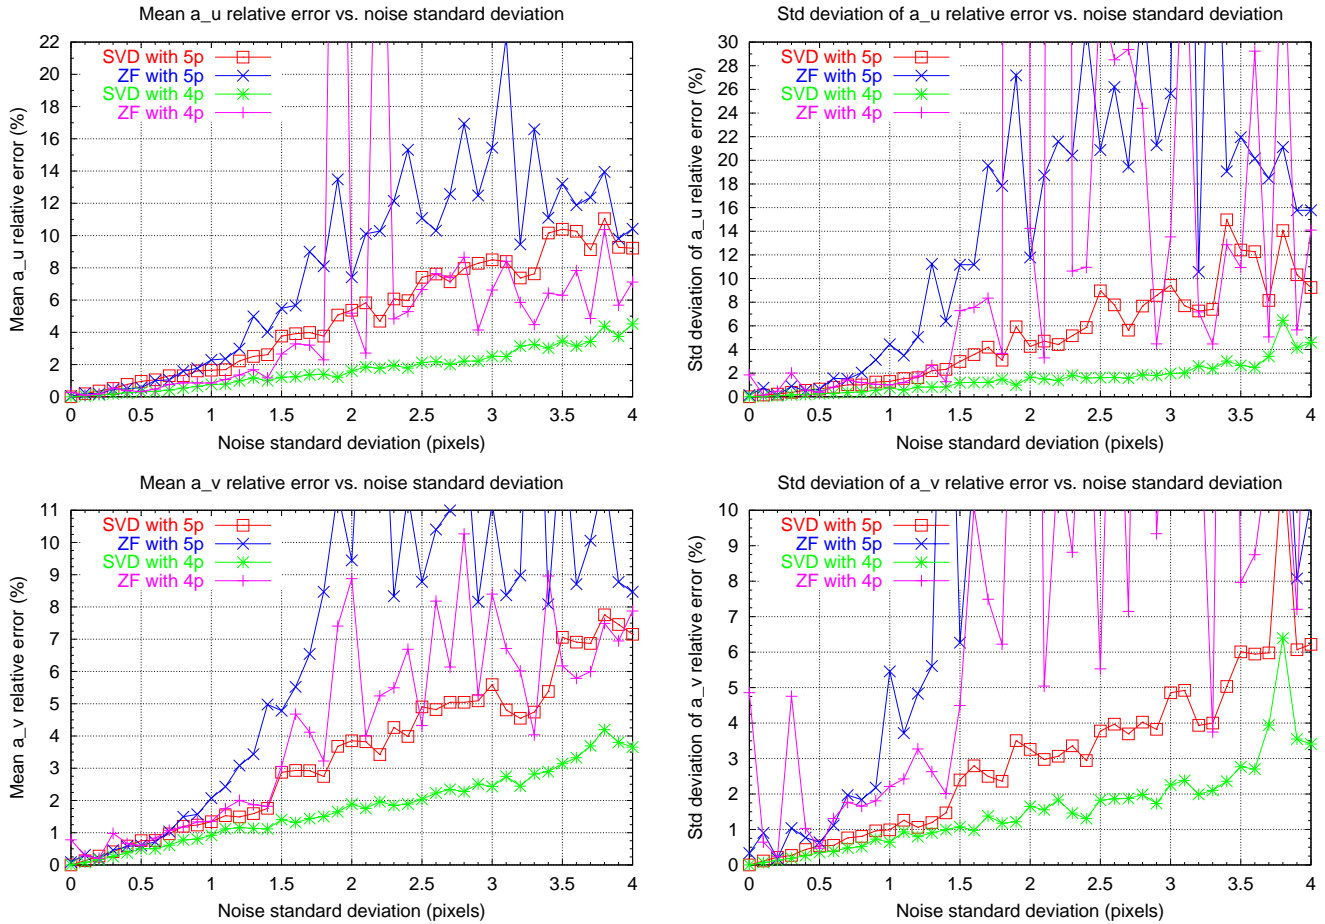 Mean a_u relative error vs. noise standard deviation
Mean a_u relative error (%)
22
20
18
16
14
12
10
8
6
4
2
0
SVD with 5p
ZF with 5p
SVD with 4p
ZF with 4p
0 0.5 1 1.5 2 2.5 3 3.5 4
Noise standard deviation (pixels)
Std deviation of a_u relative error vs. noise standard deviation
Std deviation of a_u relative error (%)
30
28
26
24
22
20
18
16
14
12
10
8
6
4
2
0
SVD with 5p
ZF with 5p
SVD with 4p
ZF with 4p
0 0.5 1 1.5 2 2.5 3 3.5 4
Noise standard deviation (pixels)
Mean a_v relative error vs. noise standard deviation
Mean a_v relative error (%)
11
10
9
8
7
6
5
4
3
2
1
0
SVD with 5p
ZF with 5p
SVD with 4p
ZF with 4p
0 0.5 1 1.5 2 2.5 3 3.5 4
Noise standard deviation (pixels)
Std deviation of a_v relative error vs. noise standard deviation
Std deviation of a_v relative error (%)
10
9
8
7
6
5
4
3
2
1
0
SVD with 5p
ZF with 5p
SVD with 4p
ZF with 4p
0 0.5 1 1.5 2 2.5 3 3.5 4
Noise standard deviation (pixels)